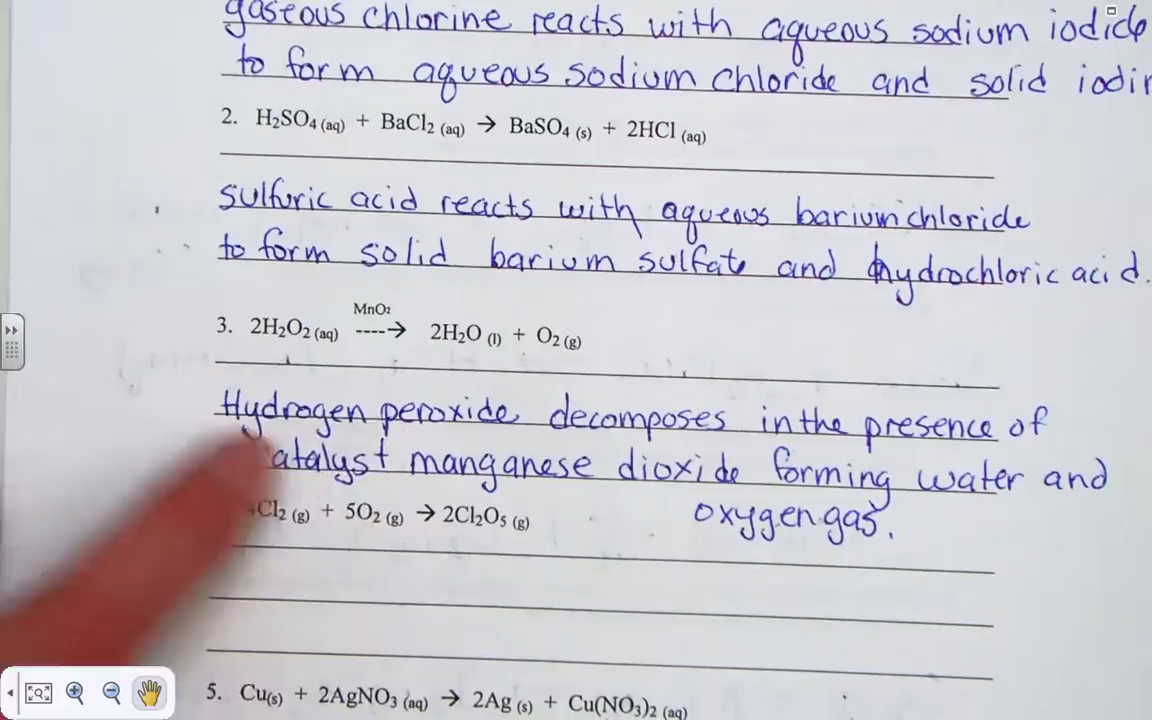 gaseous chlorine reacts with aqueous sodium iodide
to form aqueous sodium chloride and solid
2. H₂SO₄ (aq) + BaCl₂ (aq) → BaSO₄ (s) + 2HCl (aq)
sulfuric acid reacts with aqueous barium chloride
to form solid barium sulfate and hydrochloric acid.
MnO₂
3. 2H₂O₂ (aq) ----→ 2H₂O (l) + O₂ (g)
Hydrogen peroxide decomposes in the presence of
atalyst manganese dioxide forming water and
oxygen gas.
Cl₂ (g) + 5O₂ (g) → 2Cl₂O₅ (g)
5. Cu(s) + 2AgNO₃ (aq) → 2Ag (s) + Cu(NO₃)₂ (aq)